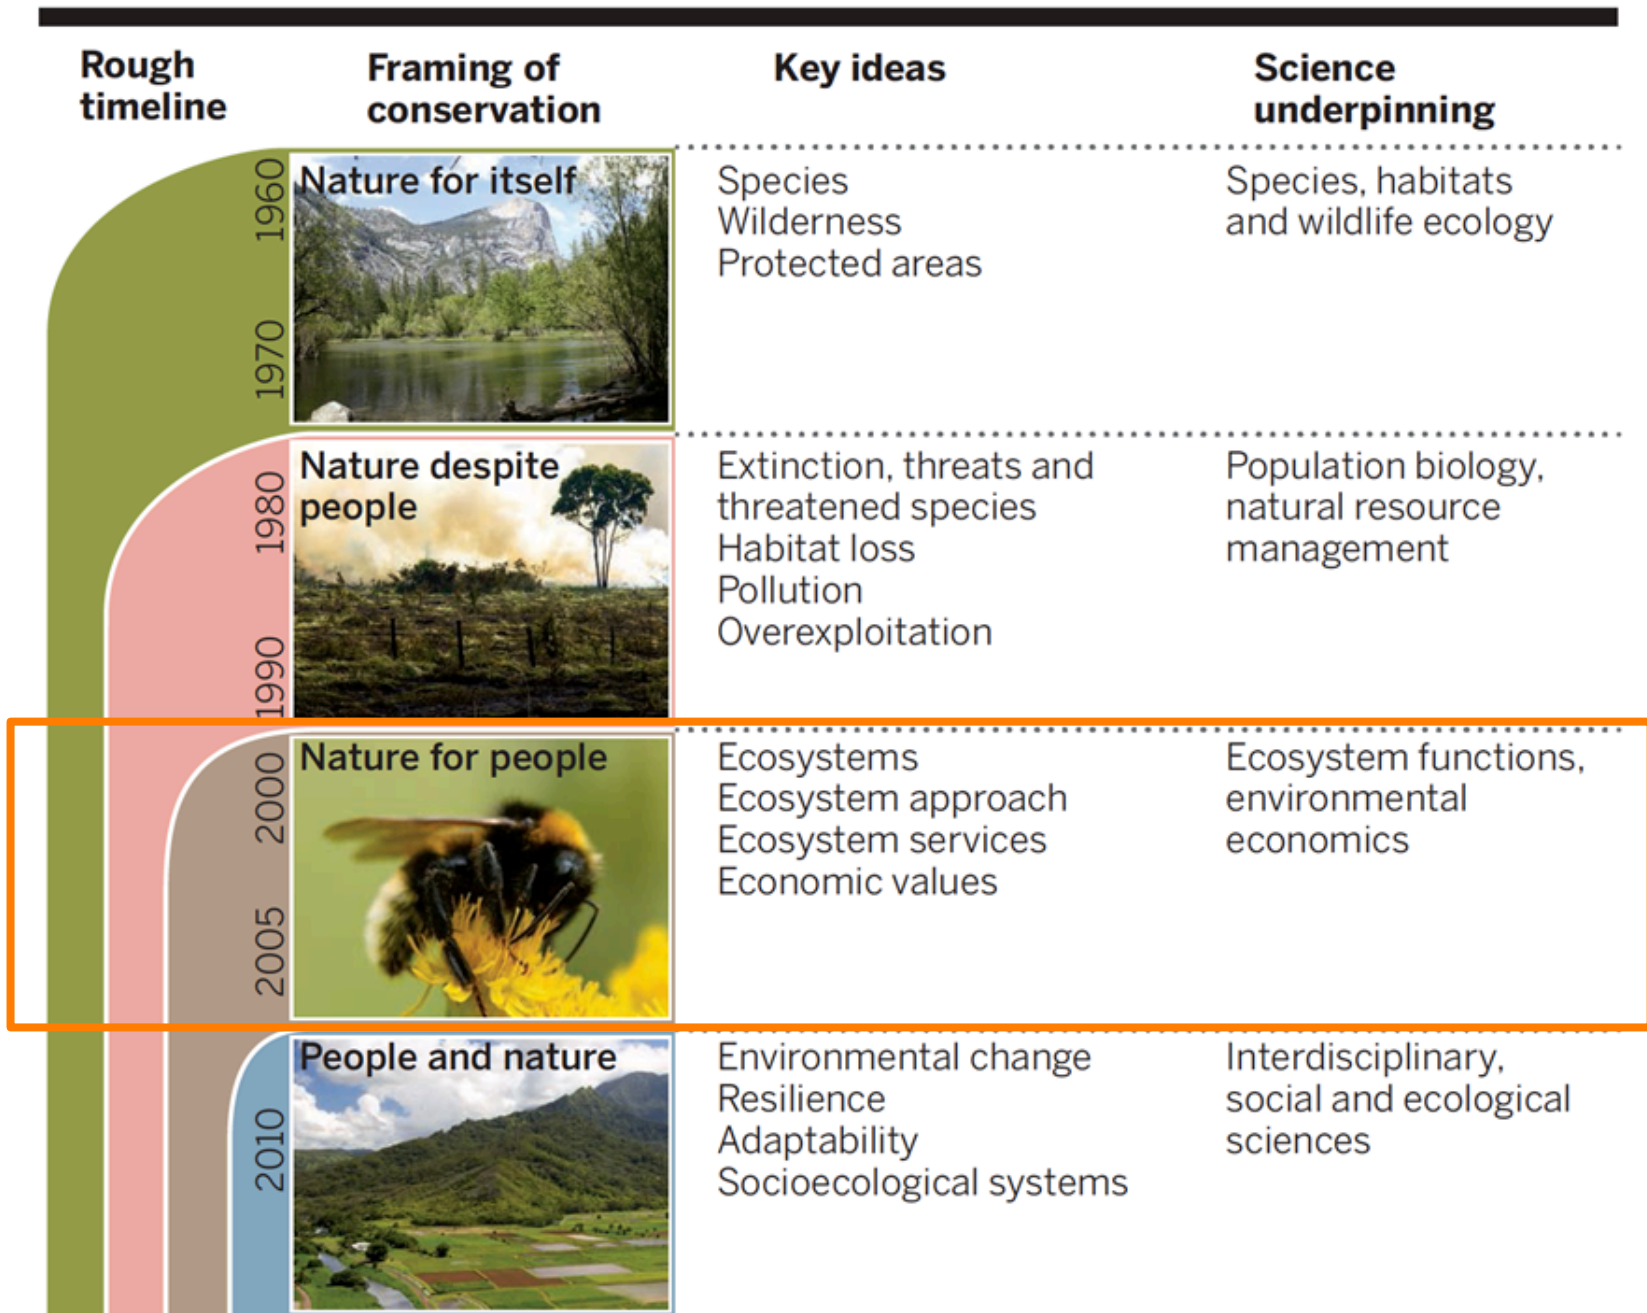 Rough
timeline
Framing of
conservation
Key ideas
Science
underpinning
1960
1970
Nature for itself
Species
Wilderness
Protected areas
Species, habitats
and wildlife ecology
1980
1990
Nature despite
people
Extinction, threats and
threatened species
Habitat loss
Pollution
Overexploitation
Population biology,
natural resource
management
2000
2005
Nature for people
Ecosystems
Ecosystem approach
Ecosystem services
Economic values
Ecosystem functions,
environmental
economics
2010
People and nature
Environmental change
Resilience
Adaptability
Socioecological systems
Interdisciplinary,
social and ecological
sciences